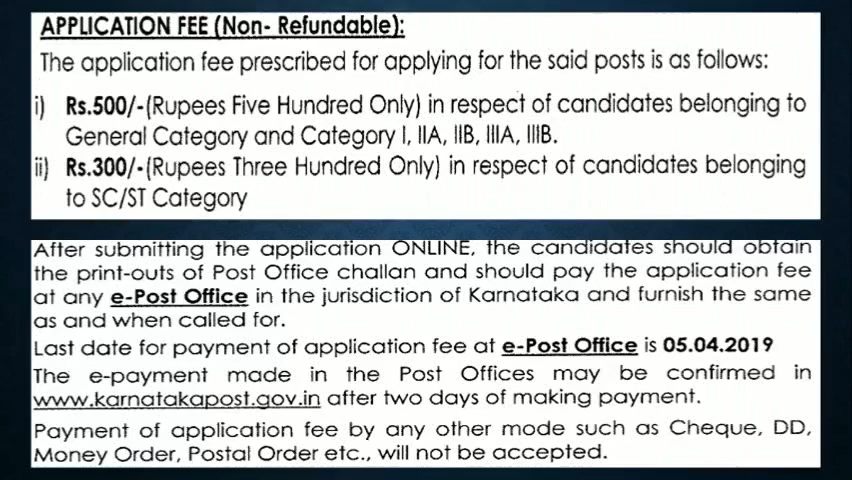 APPLICATION FEE (Non- Refundable):
The application fee prescribed for applying for the said posts is as follows:
i) Rs.500/-(Rupees Five Hundred Only) in respect of candidates belonging to
General Category and Category I, IIA, IIB, IIIA, IIIB.
ii) Rs.300/-(Rupees Three Hundred Only) in respect of candidates belonging
to SC/ST Category
After submitting the application ONLINE, the candidates should obtain
the print-outs of Post Office challan and should pay the application fee
at any e-Post Office in the jurisdiction of Karnataka and furnish the same
as and when called for.
Last date for payment of application fee at e-Post Office is 05.04.2019
The e-payment made in the Post Offices may be confirmed in
www.karnatakapost.gov.in after two days of making payment.
Payment of application fee by any other mode such as Cheque, DD,
Money Order, Postal Order etc., will not be accepted.